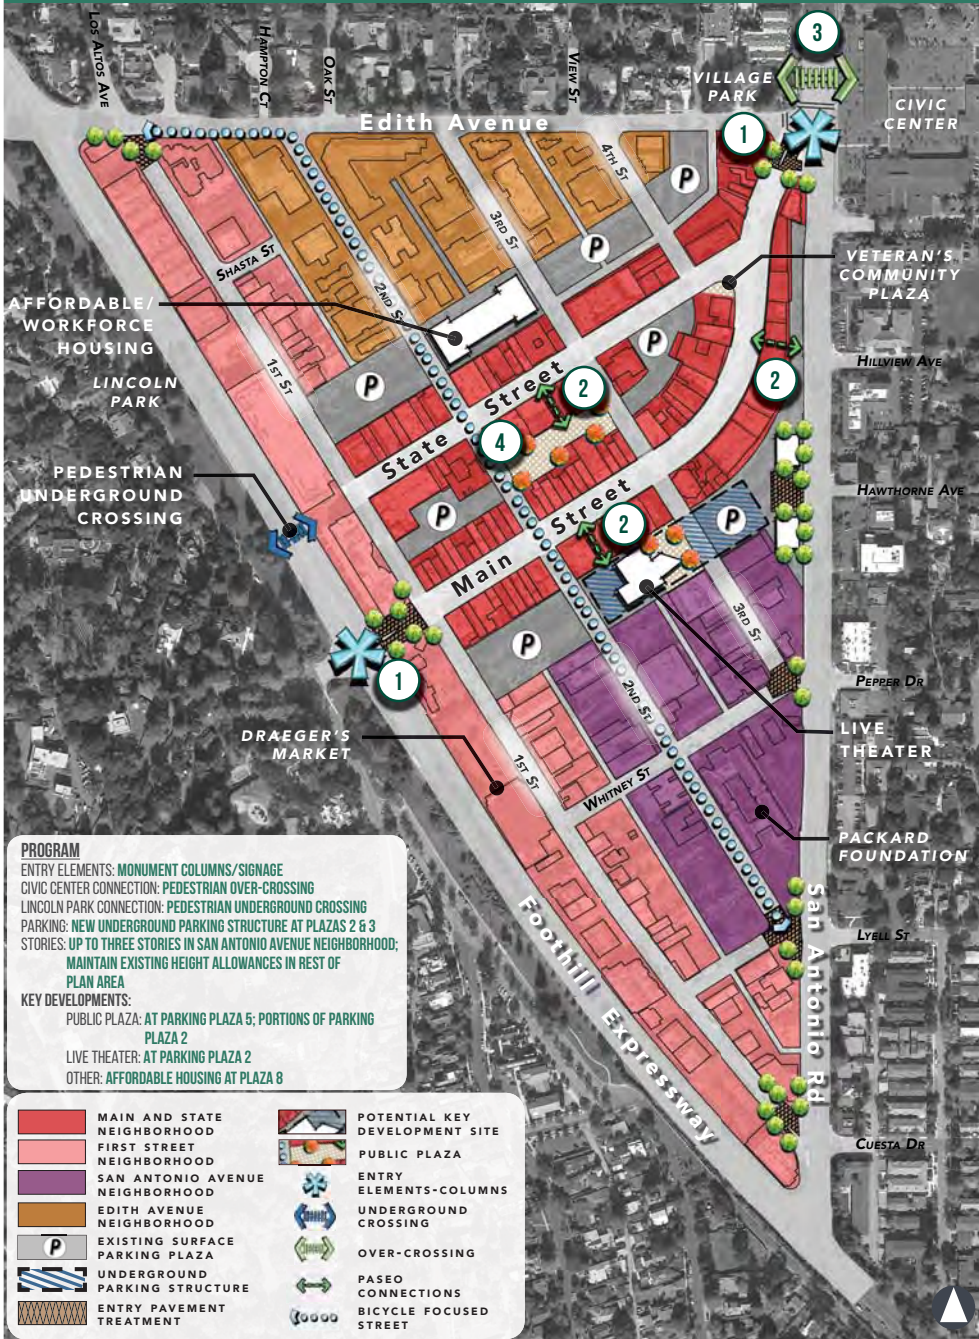 LOS ALTOS AVE
HAMPTON CT
OAK ST
VIEW ST
3
VILLAGE
PARK
CIVIC
CENTER
Edith Avenue
1
4TH ST
P
3RD ST
P
SHASTA ST
2ND ST
VETERAN'S
COMMUNITY
PLAZA
AFFORDABLE/
WORKFORCE
HOUSING
P
HILLVIEW AVE
1ST ST
LINCOLN
PARK
P
State Street
2
2
4
PEDESTRIAN
UNDERGROUND
CROSSING
HAWTHORNE AVE
P
Main Street
2
P
3RD ST
P
PEPPER DR
1
2ND ST
DRAEGER'S
MARKET
LIVE
THEATER
1ST ST
WHITNEY ST
PACKARD
FOUNDATION
San Antonio Rd
LYELL ST
Foothill Expressway
CUESTA DR
PROGRAM
ENTRY ELEMENTS: MONUMENT COLUMNS/SIGNAGE
CIVIC CENTER CONNECTION: PEDESTRIAN OVER-CROSSING
LINCOLN PARK CONNECTION: PEDESTRIAN UNDERGROUND CROSSING
PARKING: NEW UNDERGROUND PARKING STRUCTURE AT PLAZAS 2 & 3
STORIES: UP TO THREE STORIES IN SAN ANTONIO AVENUE NEIGHBORHOOD;
MAINTAIN EXISTING HEIGHT ALLOWANCES IN REST OF
PLAN AREA
KEY DEVELOPMENTS:
PUBLIC PLAZA: AT PARKING PLAZA 5; PORTIONS OF PARKING
PLAZA 2
LIVE THEATER: AT PARKING PLAZA 2
OTHER: AFFORDABLE HOUSING AT PLAZA 8
MAIN AND STATE
NEIGHBORHOOD
FIRST STREET
NEIGHBORHOOD
SAN ANTONIO AVENUE
NEIGHBORHOOD
EDITH AVENUE
NEIGHBORHOOD
P
EXISTING SURFACE
PARKING PLAZA
UNDERGROUND
PARKING STRUCTURE
ENTRY PAVEMENT
TREATMENT
POTENTIAL KEY
DEVELOPMENT SITE
PUBLIC PLAZA
ENTRY
ELEMENTS-COLUMNS
UNDERGROUND
CROSSING
OVER-CROSSING
PASEO
CONNECTIONS
BICYCLE FOCUSED
STREET